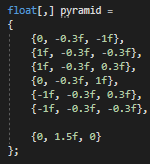 float[,] pyramid =
{
{0, -0.3f, -1f},
{1f, -0.3f, -0.3f},
{1f, -0.3f, 0.3f},
{0, -0.3f, 1f},
{-1f, -0.3f, 0.3f},
{-1f, -0.3f, -0.3f},
{0, 1.5f, 0}
};